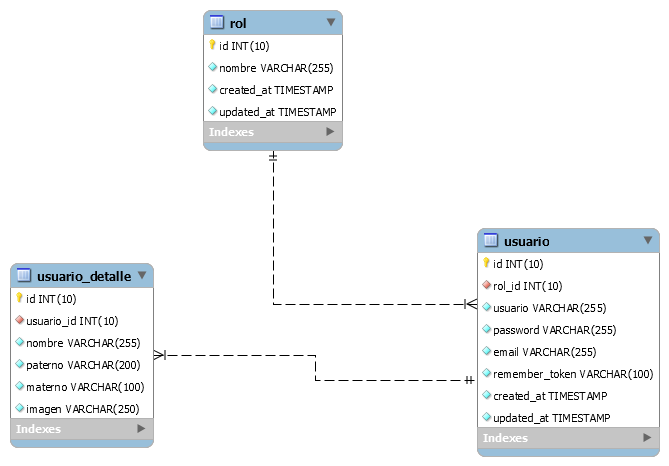 rol
id INT(10)
nombre VARCHAR(255)
created_at TIMESTAMP
updated_at TIMESTAMP
Indexes
usuario
id INT(10)
rol_id INT(10)
usuario VARCHAR(255)
password VARCHAR(255)
email VARCHAR(255)
remember_token VARCHAR(100)
created_at TIMESTAMP
updated_at TIMESTAMP
Indexes
usuario_detalle
id INT(10)
usuario_id INT(10)
nombre VARCHAR(255)
paterno VARCHAR(200)
materno VARCHAR(100)
imagen VARCHAR(250)
Indexes